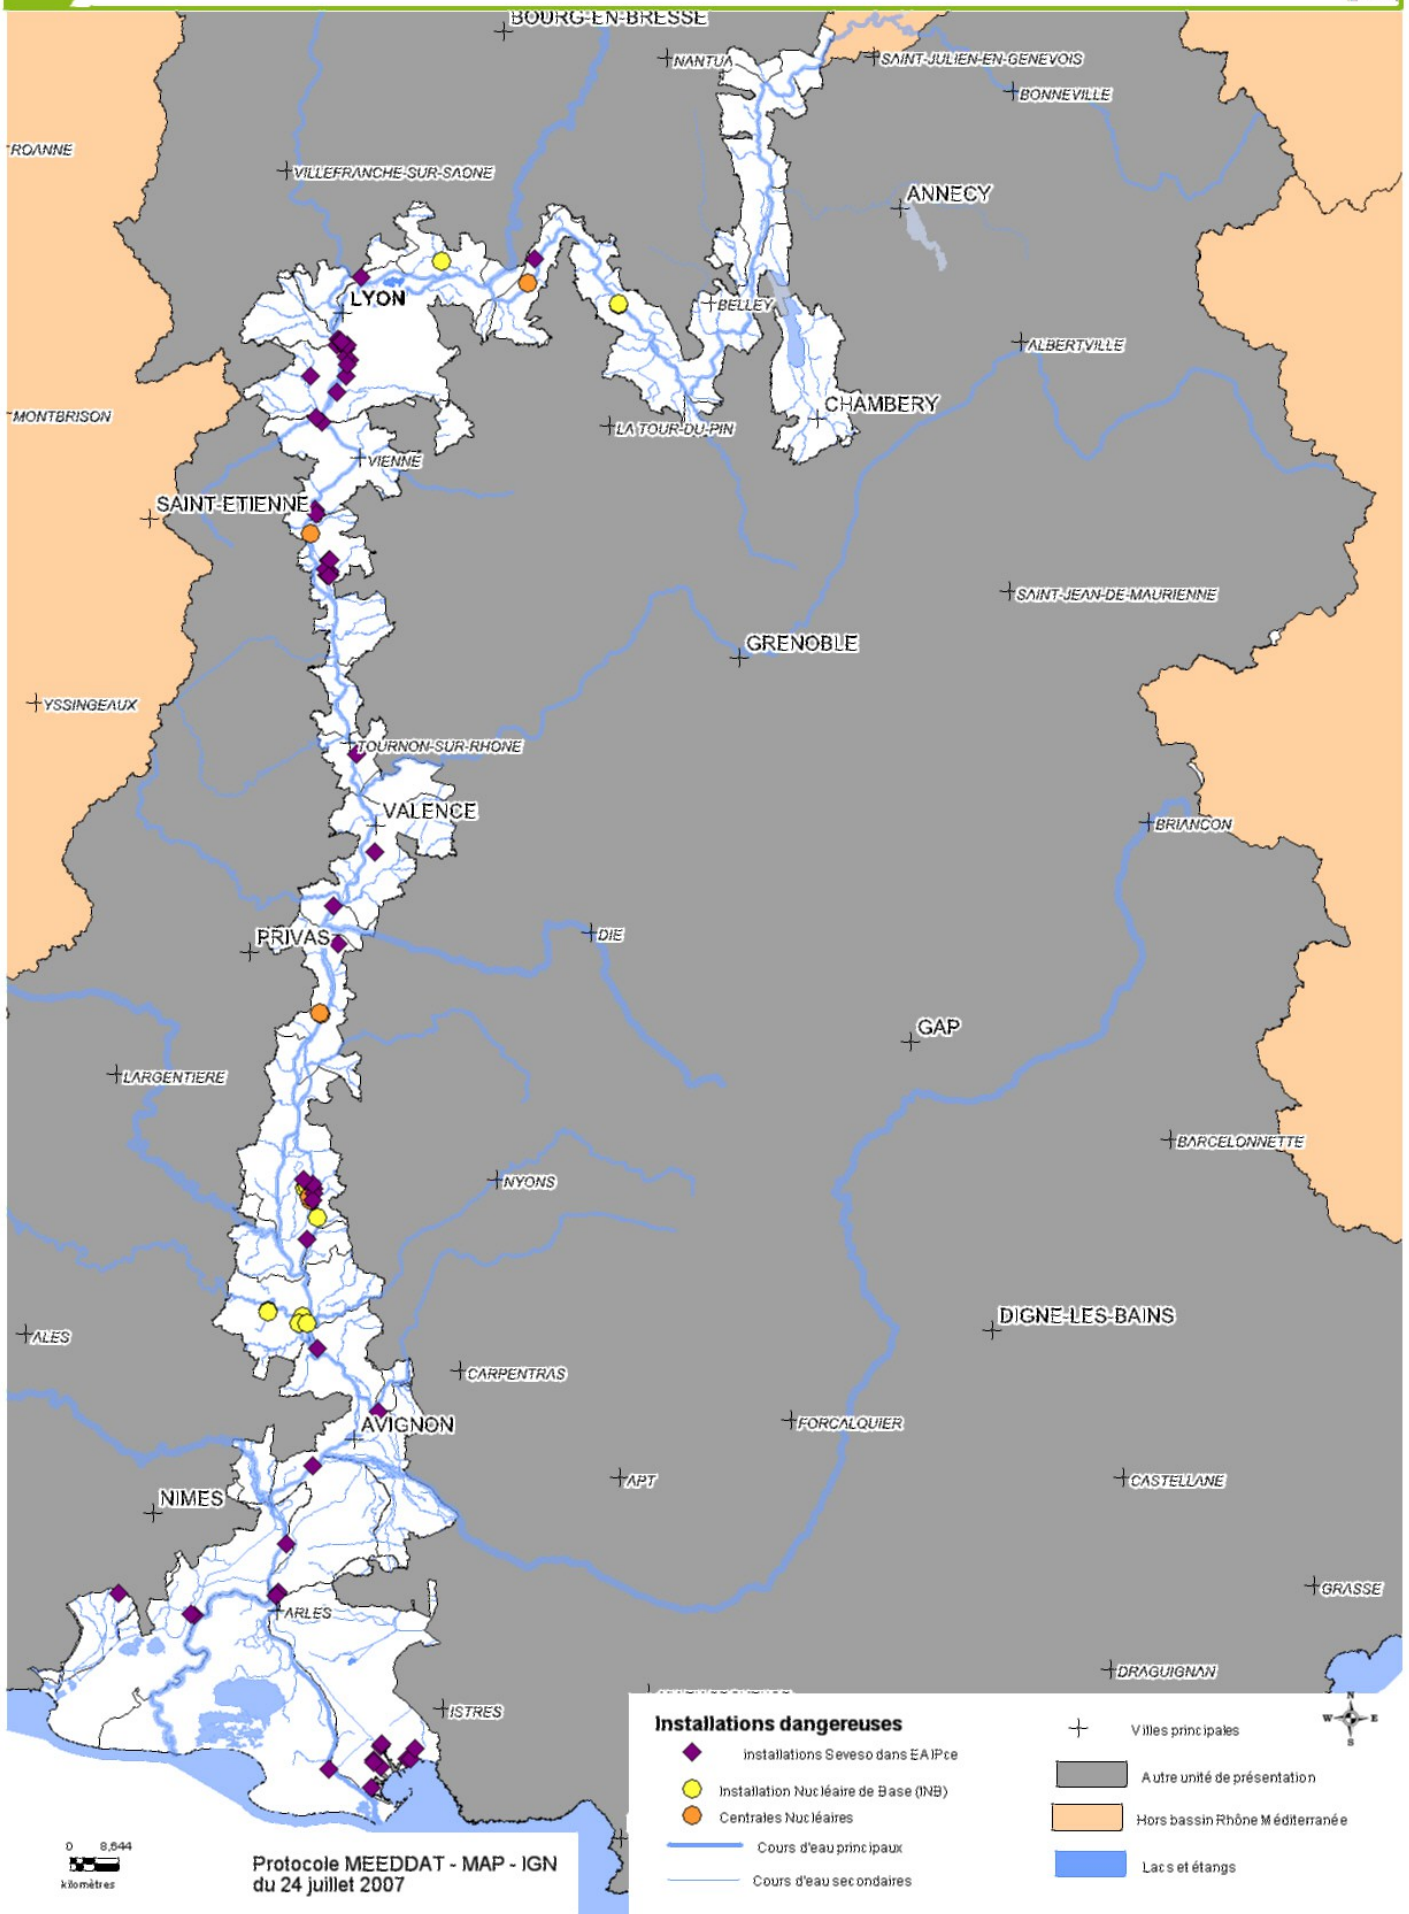 BOURG-EN-BRESSE
NANTUA
SAINT-JULIEN-EN-GENEVOIS
BONNEVILLE
ROANNE
VILLEFRANCHE-SUR-SAONE
ANNECY
LYON
BELLEY
ALBERTVILLE
CHAMBERY
MONTBRISON
LA TOUR-DU-PIN
VIENNE
SAINT-ETIENNE
SAINT-JEAN-DE-MAURIENNE
GRENOBLE
YSSINGEAUX
TOURNON-SUR-RHONE
VALENCE
BRIANCON
PRIVAS
DIE
GAP
LARGENTIERE
BARCELONNETTE
NYONS
DIGNE-LES-BAINS
ALES
CARPENTRAS
AVIGNON
FORCALQUIER
APT
CASTELLANE
NIMES
GRASSE
ARLES
DRAGUIGNAN
ISTRES
Installations dangereuses
installations Seveso dans EAIPce
Installation Nucléaire de Base (INB)
Centrales Nucléaires
Cours d'eau principaux
Cours d'eau secondaires
Villes principales
Autre unité de présentation
Hors bassin Rhône Méditerranée
Lacs et étangs
N
W E
S
0 8,644
kilomètres
Protocole MEEDDAT - MAP - IGN
du 24 juillet 2007